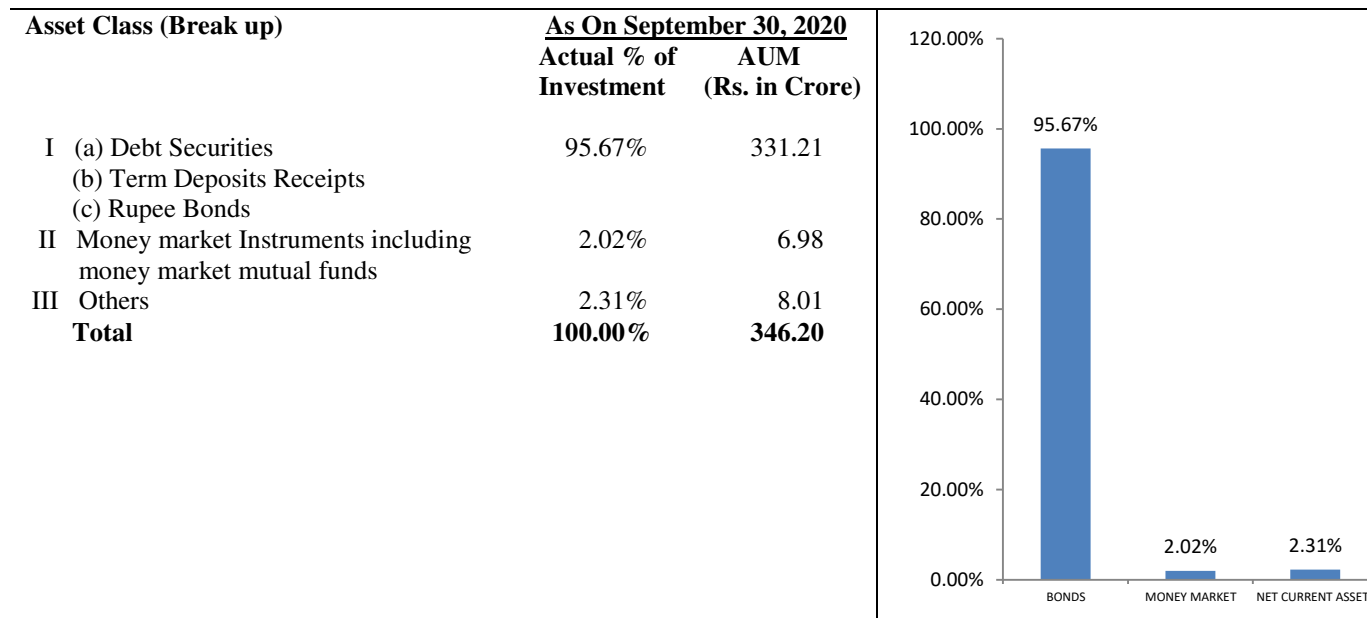 Asset Class (Break up) As On September 30, 2020
Actual % of AUM
Investment (Rs. in Crore)
I (a) Debt Securities 95.67% 331.21
(b) Term Deposits Receipts
(c) Rupee Bonds
II Money market Instruments including 2.02% 6.98
money market mutual funds
III Others 2.31% 8.01
Total 100.00% 346.20
120.00%
100.00%
80.00%
60.00%
40.00%
20.00%
0.00%
95.67%
2.02% 2.31%
BONDS MONEY MARKET NET CURRENT ASSET